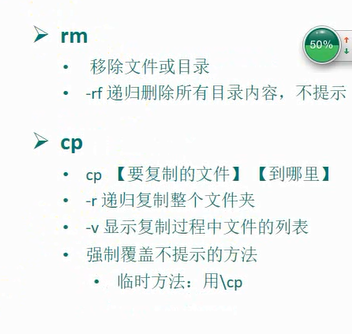 rm
移除文件或目录
-rf 递归删除所有目录内容，不提示
50%
cp
cp 【要复制的文件】【到哪里】
-r 递归复制整个文件夹
-v 显示复制过程中文件的列表
强制覆盖不提示的方法
临时方法：用\cp